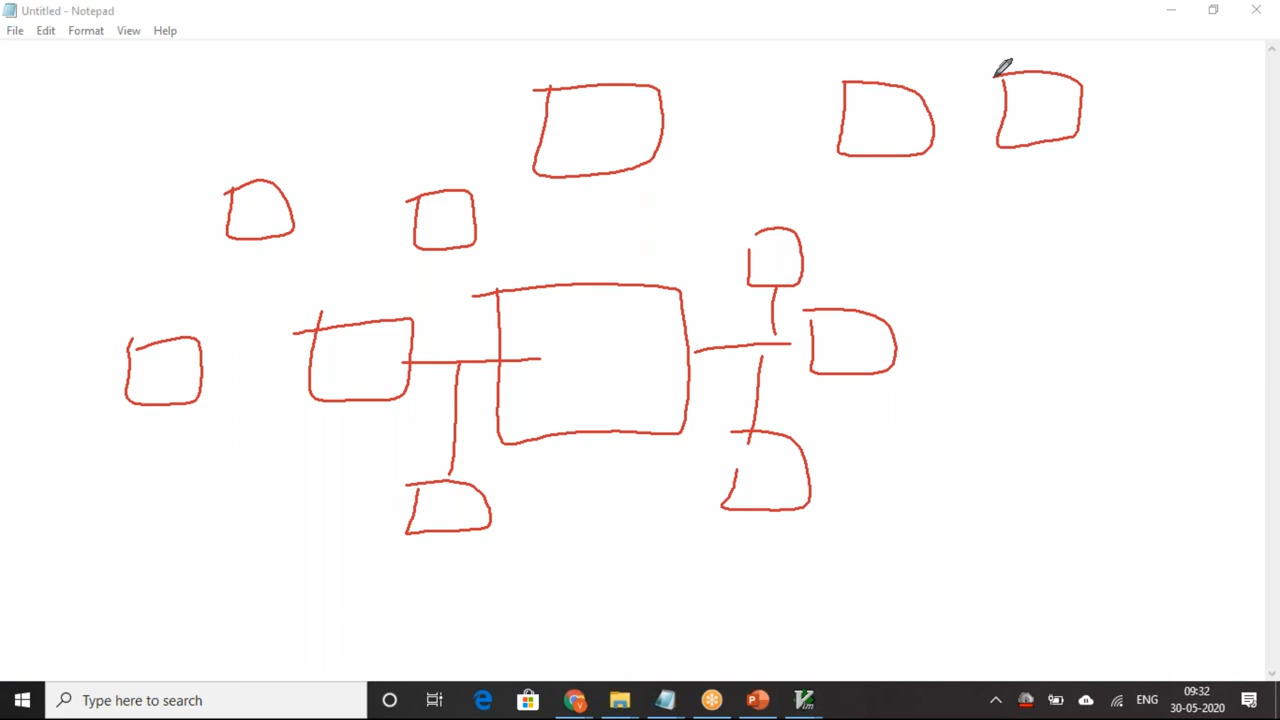 Untitled - Notepad
File Edit Format View Help
Type here to search
ENG
09:32
30-05-2020